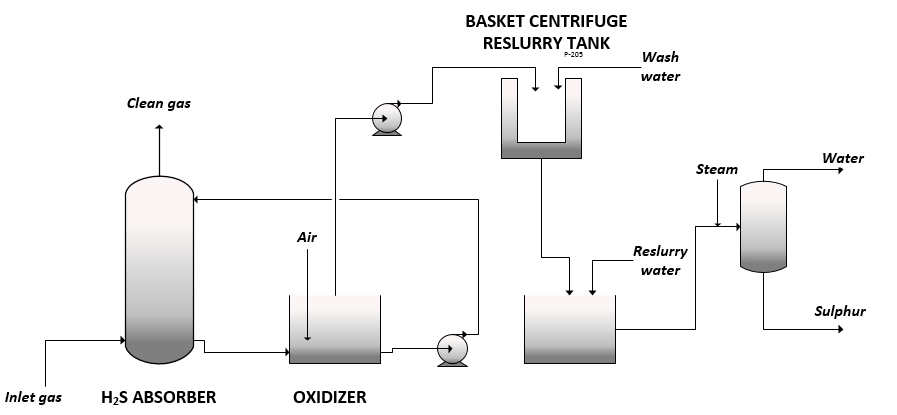 BASKET CENTRIFUGE
RESLURRY TANK
P-205
Wash
water
Clean gas
Steam
Water
Air
Reslurry
water
Sulphur
Inlet gas
H₂S ABSORBER
OXIDIZER